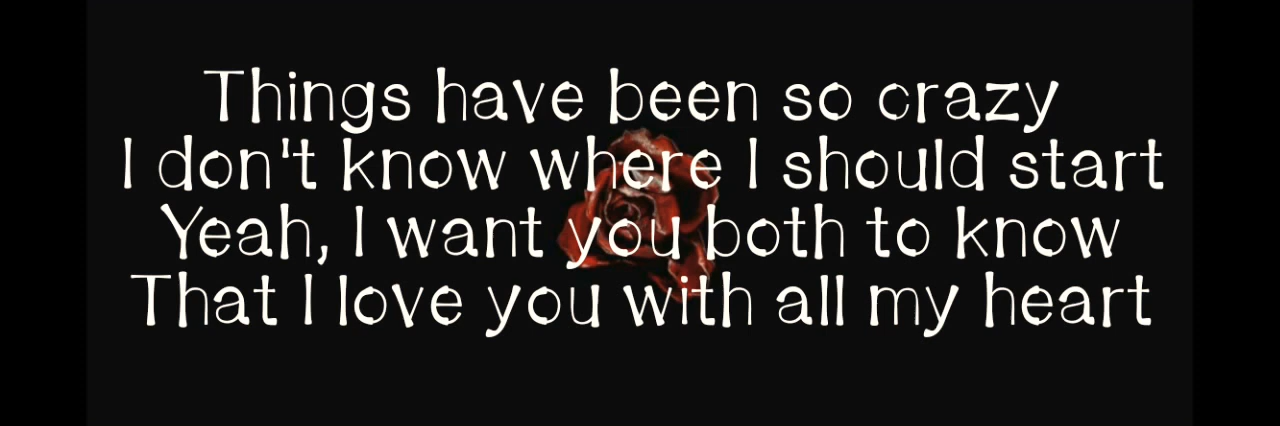 Things have been so crazy
I don't know where I should start
Yeah, I want you both to know
That I love you with all my heart